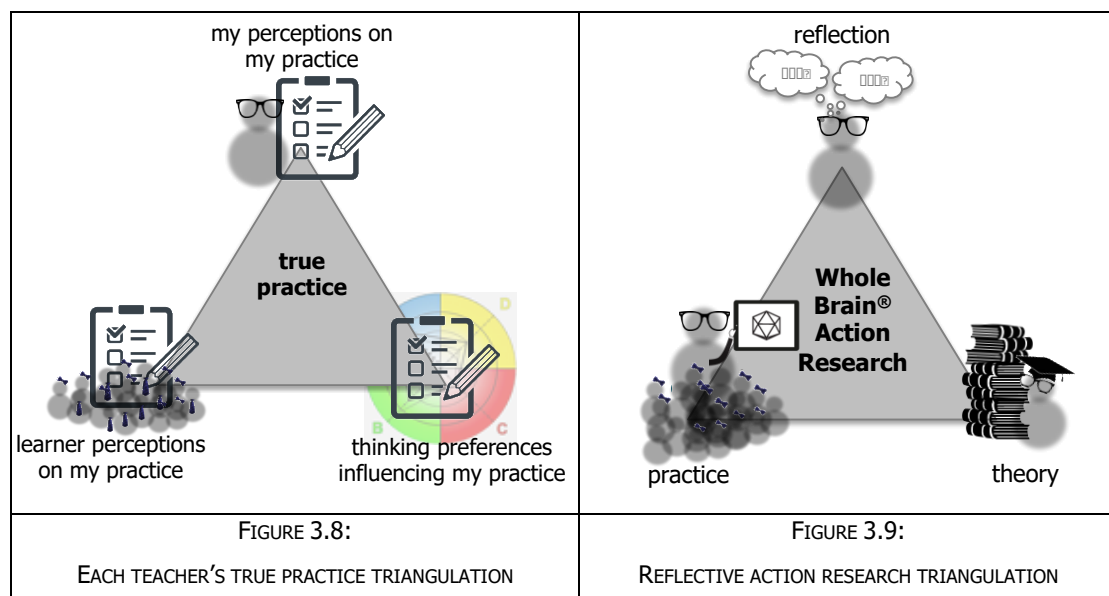 my perceptions on
my practice
true
practice
D
B
C
learner perceptions
on my practice
thinking preferences
influencing my practice
FIGURE 3.8:
EACH TEACHER'S TRUE PRACTICE TRIANGULATION
reflection
Whole
Brain®
Action
Research
practice
theory
FIGURE 3.9:
REFLECTIVE ACTION RESEARCH TRIANGULATION